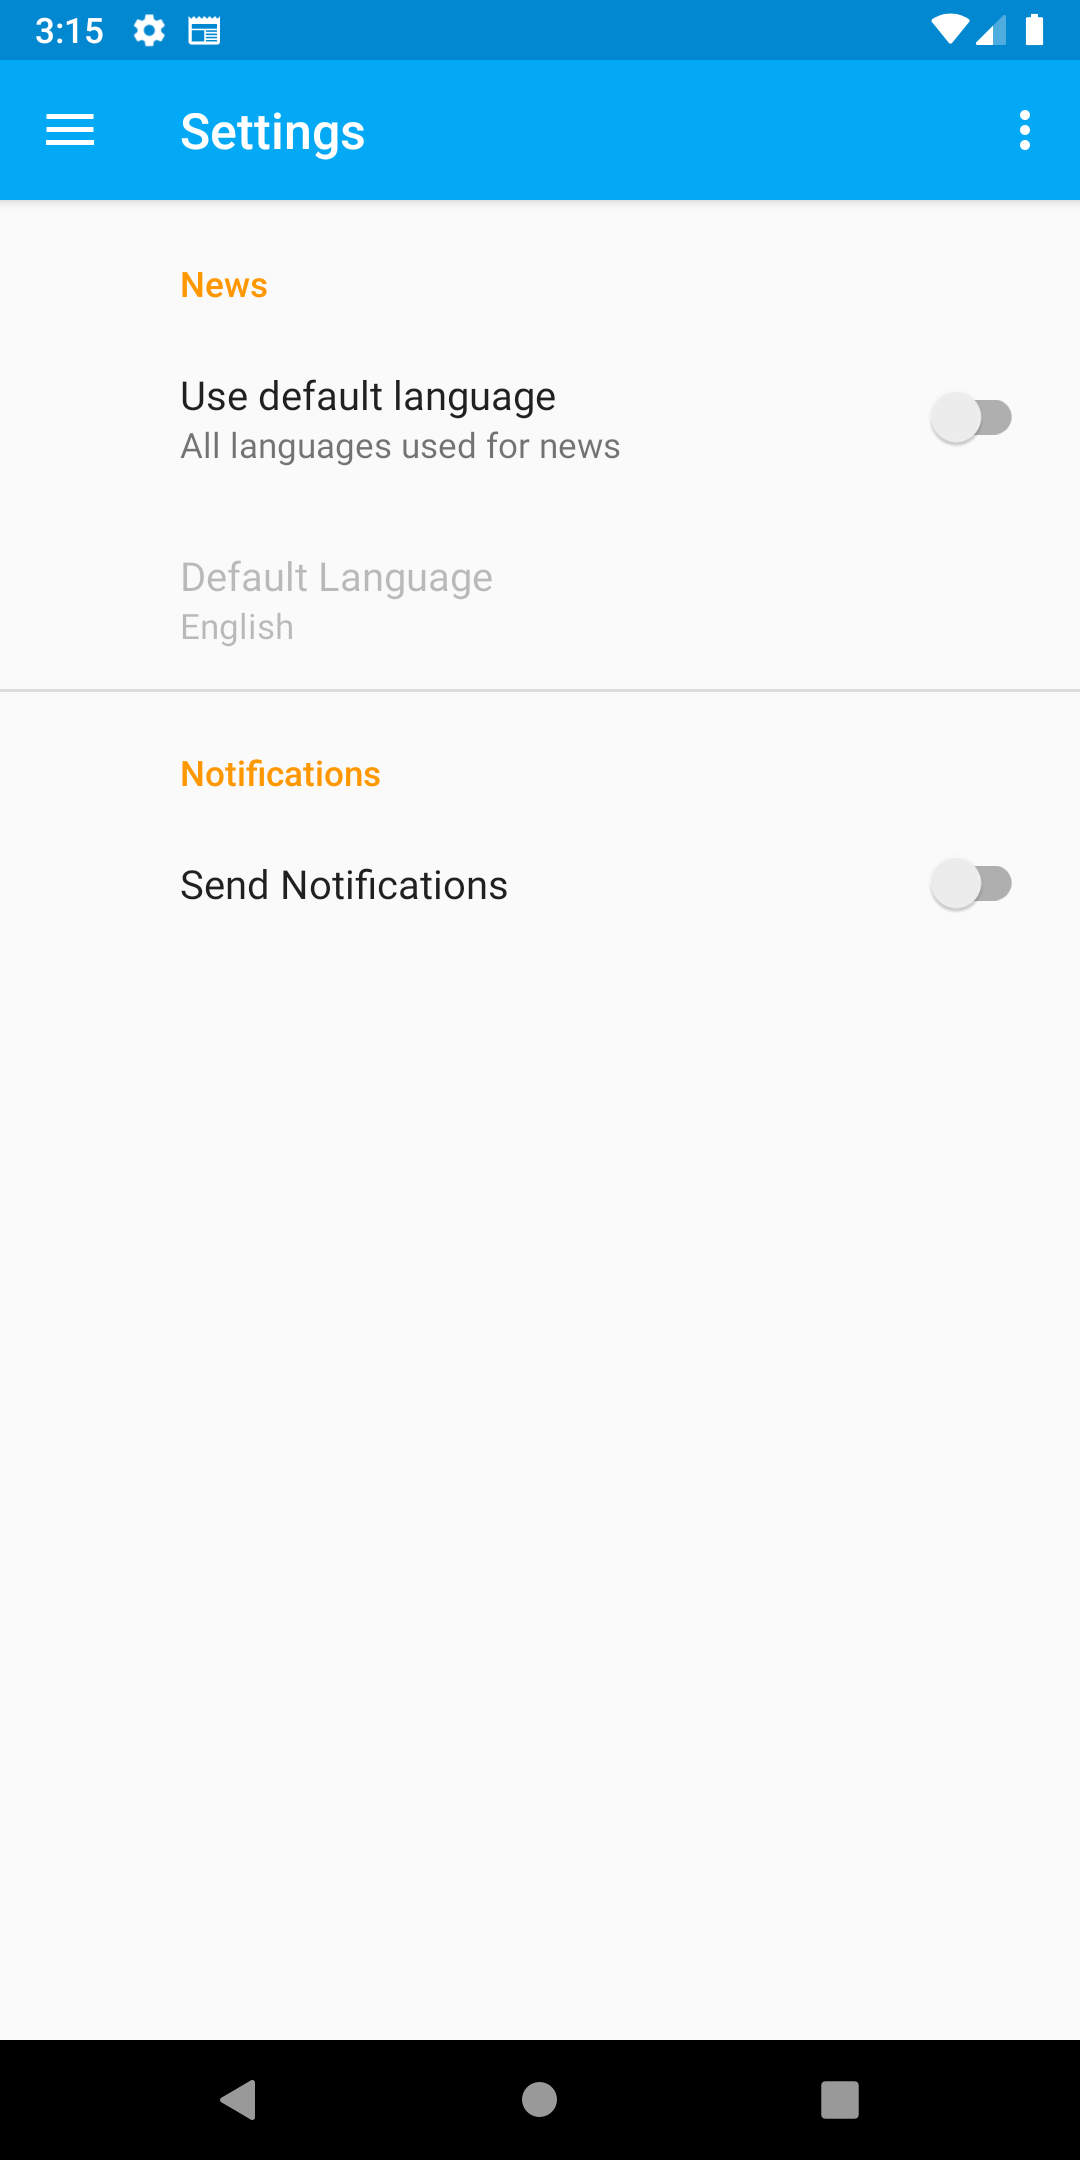 3:15
Settings
News
Use default language
All languages used for news
Default Language
English
Notifications
Send Notifications